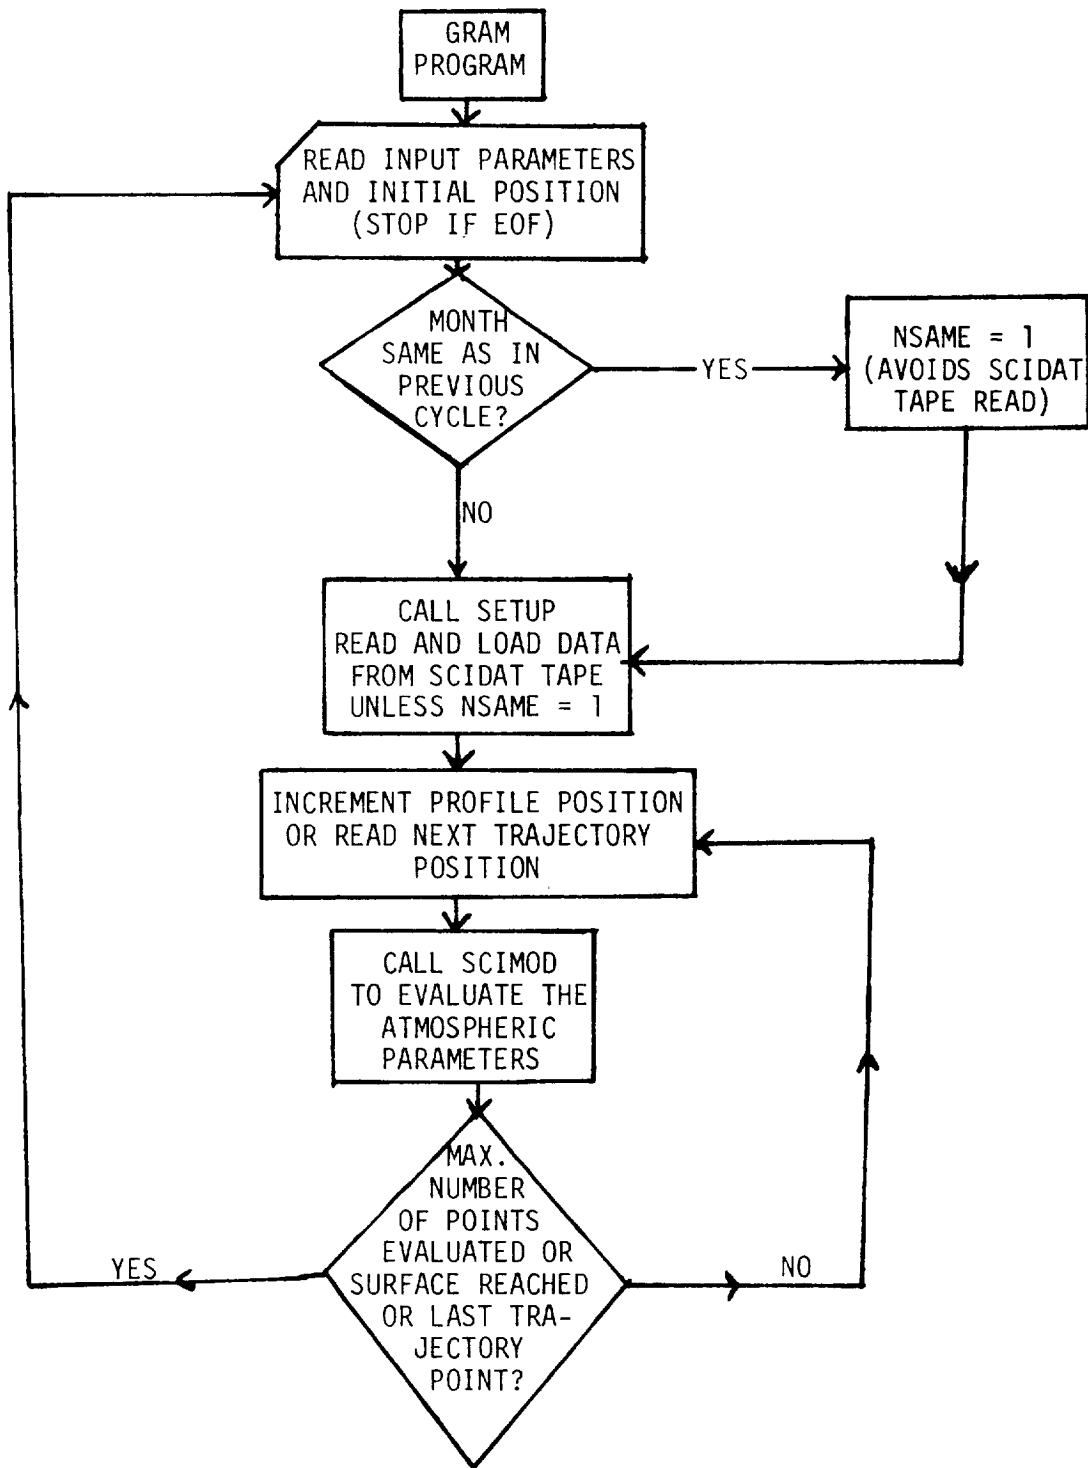 GRAM
PROGRAM
READ INPUT PARAMETERS
AND INITIAL POSITION
(STOP IF EOF)
MONTH
SAME AS IN
PREVIOUS
CYCLE?
YES
NSAME = 1
(AVOIDS SCIDAT
TAPE READ)
NO
CALL SETUP
READ AND LOAD DATA
FROM SCIDAT TAPE
UNLESS NSAME = 1
INCREMENT PROFILE POSITION
OR READ NEXT TRAJECTORY
POSITION
CALL SCIMOD
TO EVALUATE THE
ATMOSPHERIC
PARAMETERS
MAX.
NUMBER
OF POINTS
EVALUATED OR
SURFACE REACHED
OR LAST TRA-
JECTORY
POINT?
YES
NO